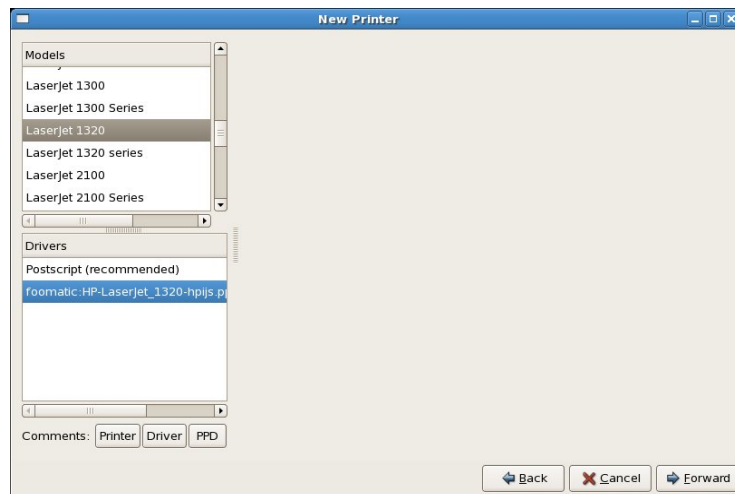 New Printer
Models
LaserJet 1300
LaserJet 1300 Series
LaserJet 1320
LaserJet 1320 series
LaserJet 2100
LaserJet 2100 Series
Drivers
Postscript (recommended)
foomatic:HP-LaserJet_1320-hpijs.pp
Comments: Printer Driver PPD
Back Cancel Forward